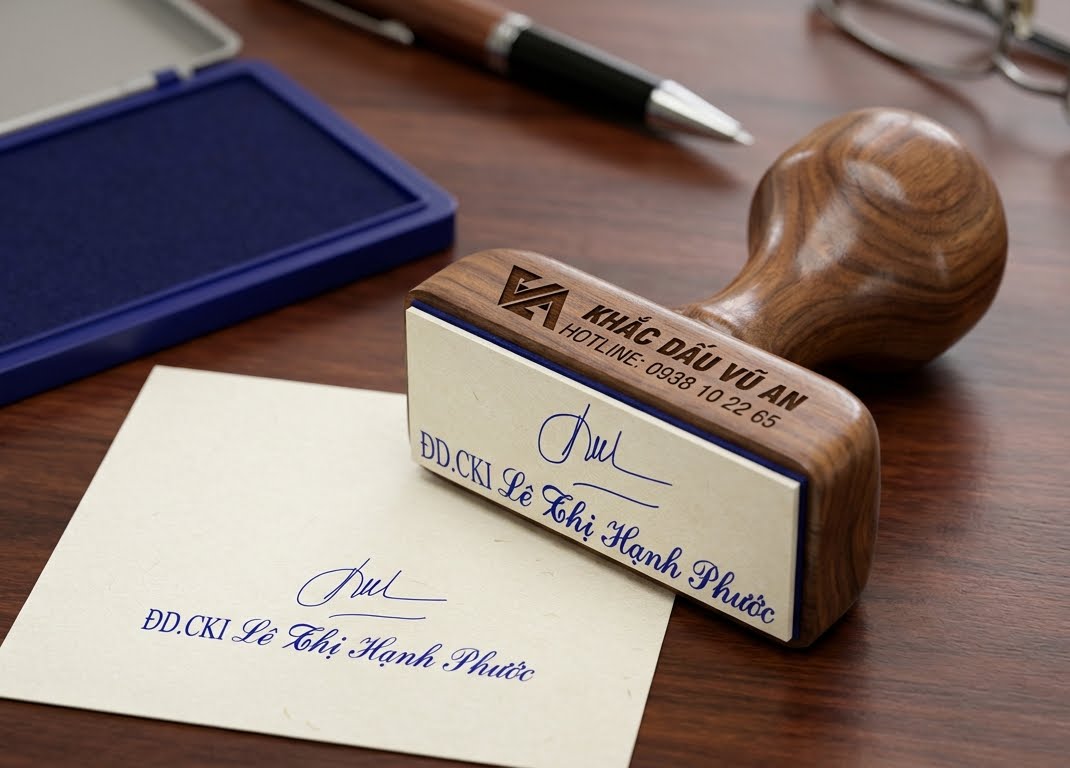 VA
KHẮC DẤU VŨ AN
HOTLINE: 0938 10 22 65
ĐD.CKI Lê Thị Hạnh Phước
ĐD.CKI Lê Thị Hạnh Phước